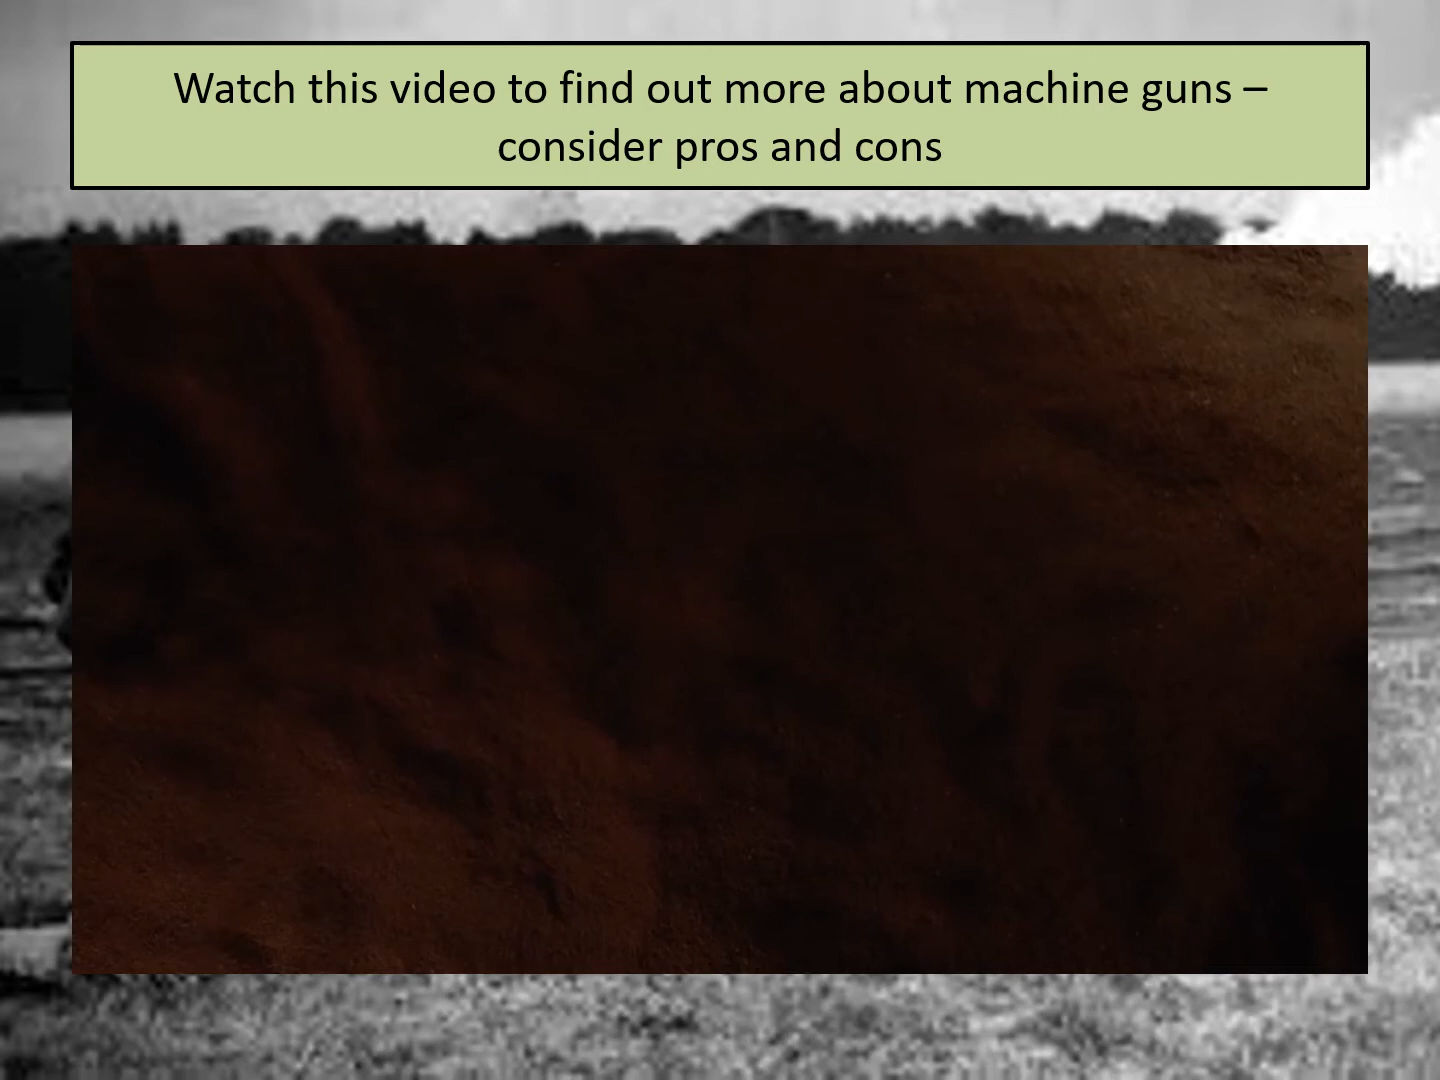 Watch this video to find out more about machine guns –
consider pros and cons